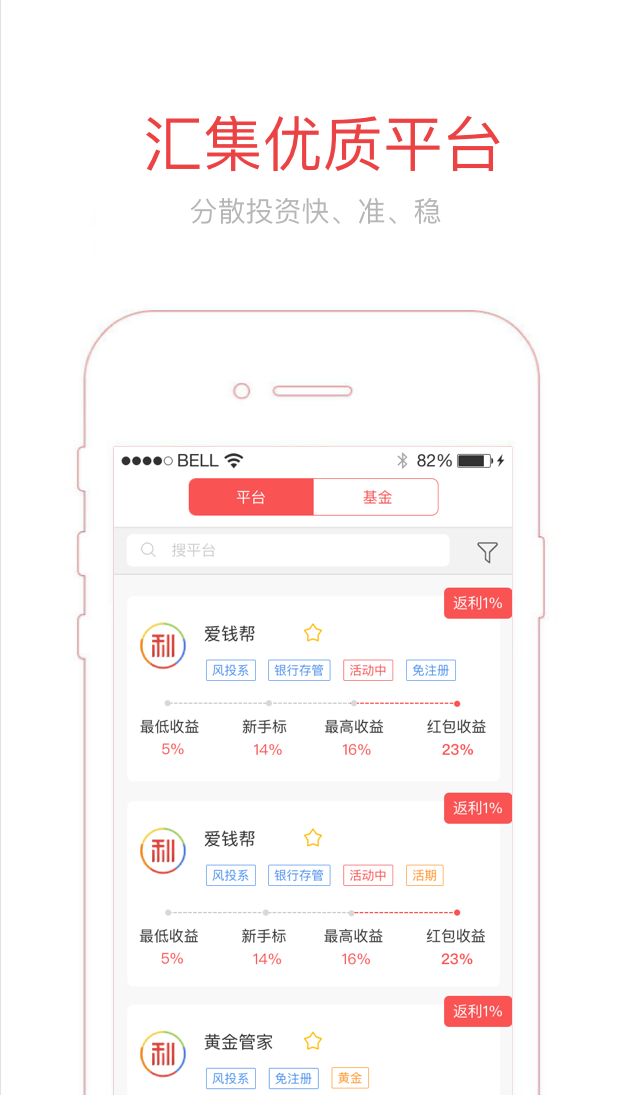 汇集优质平台
分散投资快、准、稳
BELL 82%
平台 基金
搜平台
返利1%
利
爱钱帮
风投系 银行存管 活动中 免注册
最低收益 新手标 最高收益 红包收益
5% 14% 16% 23%
返利1%
利
爱钱帮
风投系 银行存管 活动中 活期
最低收益 新手标 最高收益 红包收益
5% 14% 16% 23%
返利1%
利
黄金管家
风投系 免注册 黄金